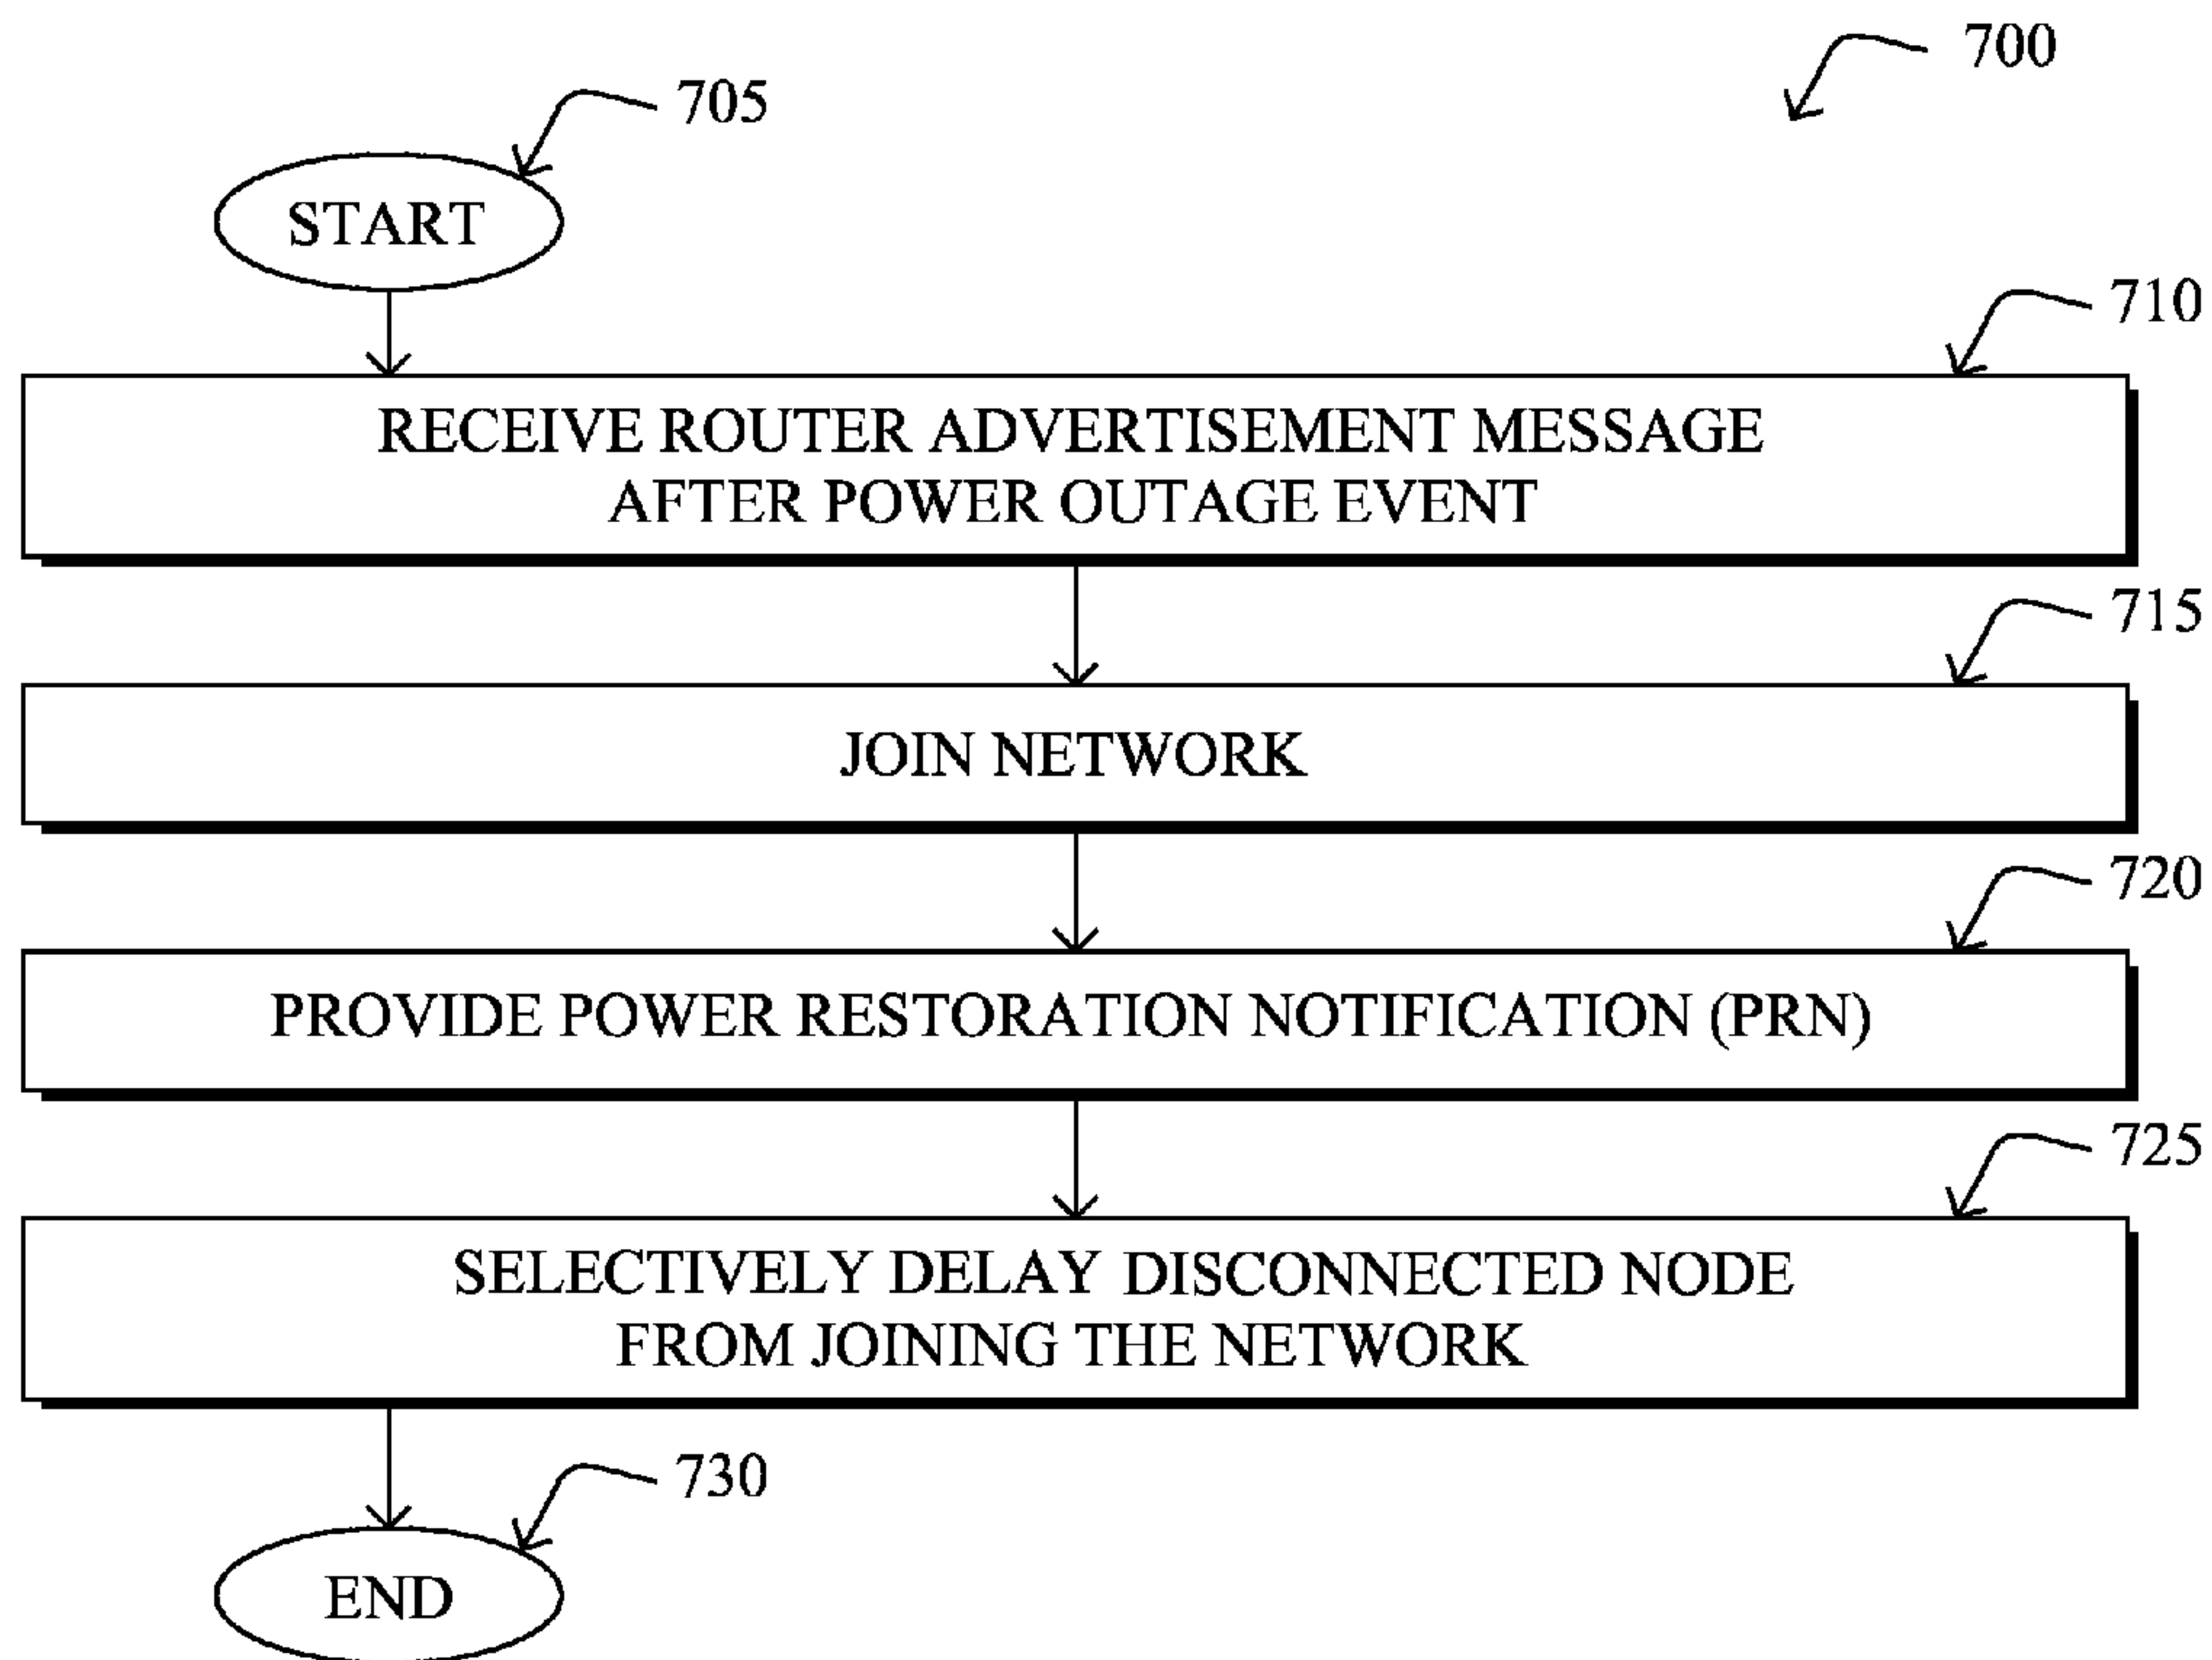 700
705
START
710
RECEIVE ROUTER ADVERTISEMENT MESSAGE
AFTER POWER OUTAGE EVENT
715
JOIN NETWORK
720
PROVIDE POWER RESTORATION NOTIFICATION (PRN)
725
SELECTIVELY DELAY DISCONNECTED NODE
FROM JOINING THE NETWORK
730
END